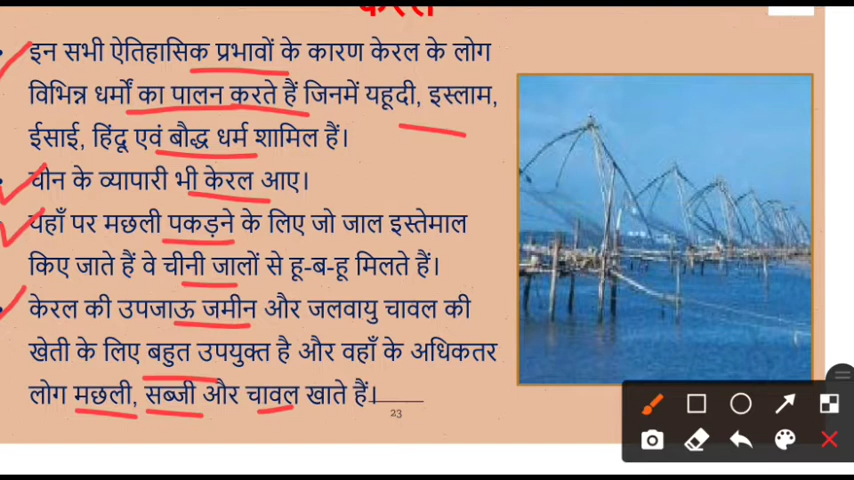 केरल
इन सभी ऐतिहासिक प्रभावों के कारण केरल के लोग
विभिन्न धर्मों का पालन करते हैं जिनमें यहूदी, इस्लाम,
ईसाई, हिंदू एवं बौद्ध धर्म शामिल हैं।
चीन के व्यापारी भी केरल आए।
यहाँ पर मछली पकड़ने के लिए जो जाल इस्तेमाल
किए जाते हैं वे चीनी जालों से हू-ब-हू मिलते हैं।
केरल की उपजाऊ जमीन और जलवायु चावल की
खेती के लिए बहुत उपयुक्त है और वहाँ के अधिकतर
लोग मछली, सब्जी और चावल खाते हैं।
23